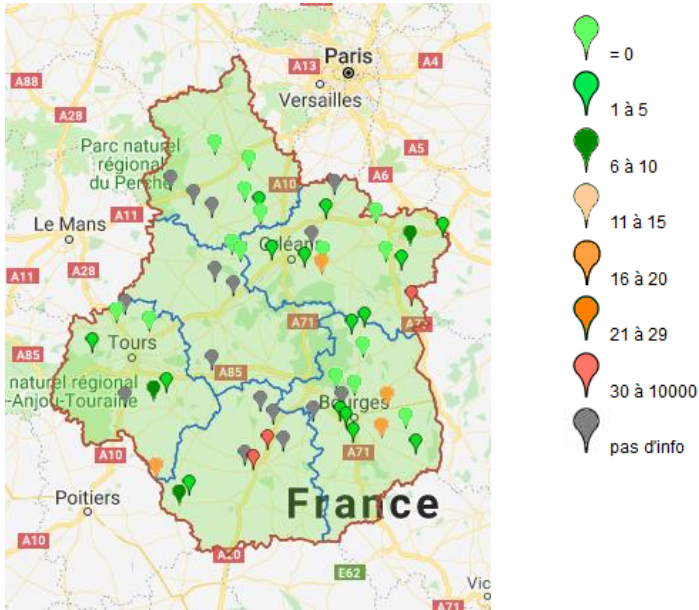 Paris
A13
A4
A88
Versailles
A28
Parc naturel
régional
du Perche
A10
A6
A5
A11
Le Mans
Orléans
A11
A28
A71
A77
Tours
A85
A85
naturel régional
-Anjou-Touraine
Bourges
A10
A71
Poitiers
France
A10
A20
E62
Vic
A71
= 0
1 à 5
6 à 10
11 à 15
16 à 20
21 à 29
30 à 10000
pas d'info